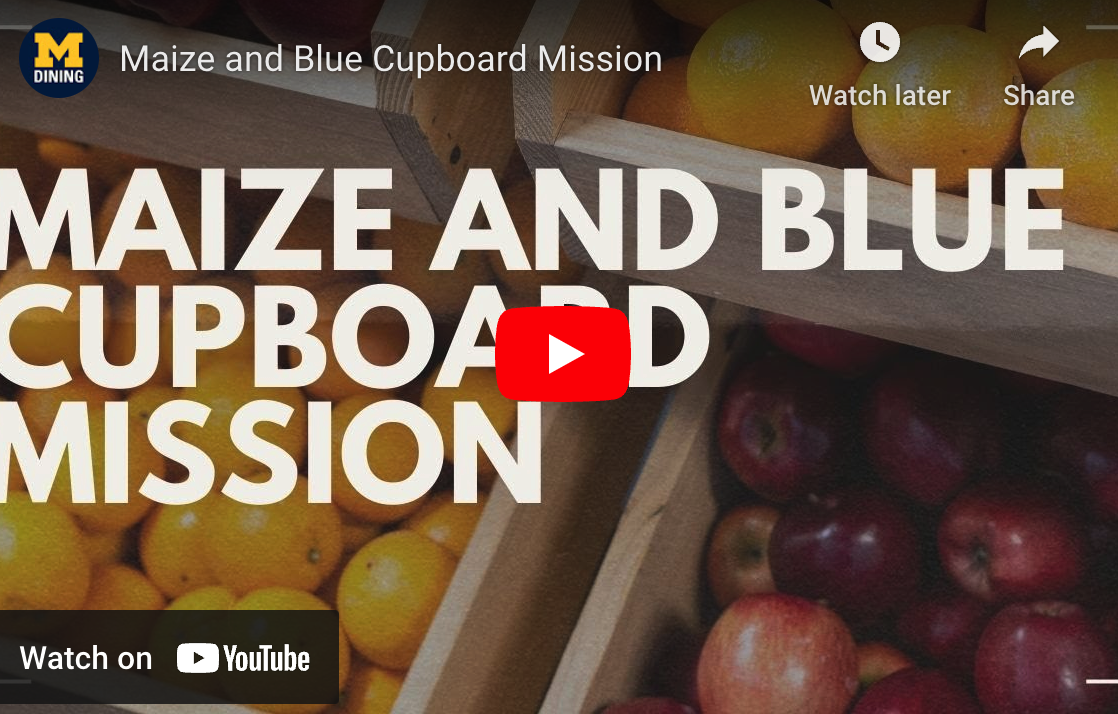 M
DINING
Maize and Blue Cupboard Mission
Watch later
Share
MAIZE AND BLUE
CUPBOARD
MISSION
Watch on YouTube